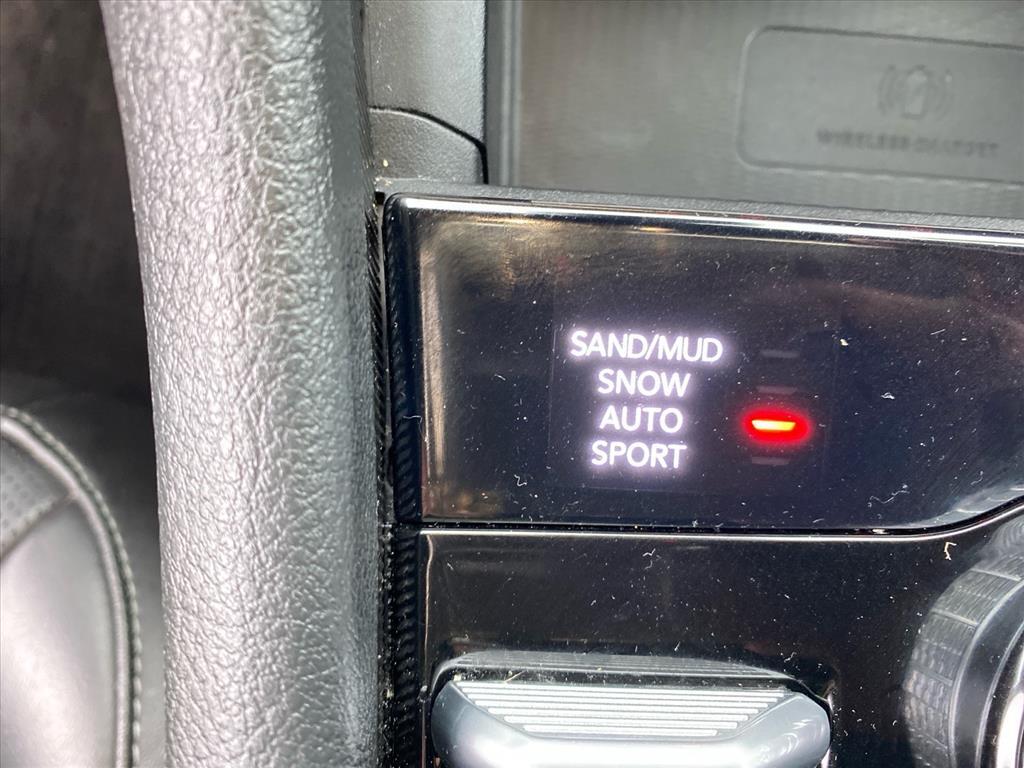 WIRELESS CHARGER
SAND/MUD
SNOW
AUTO
SPORT